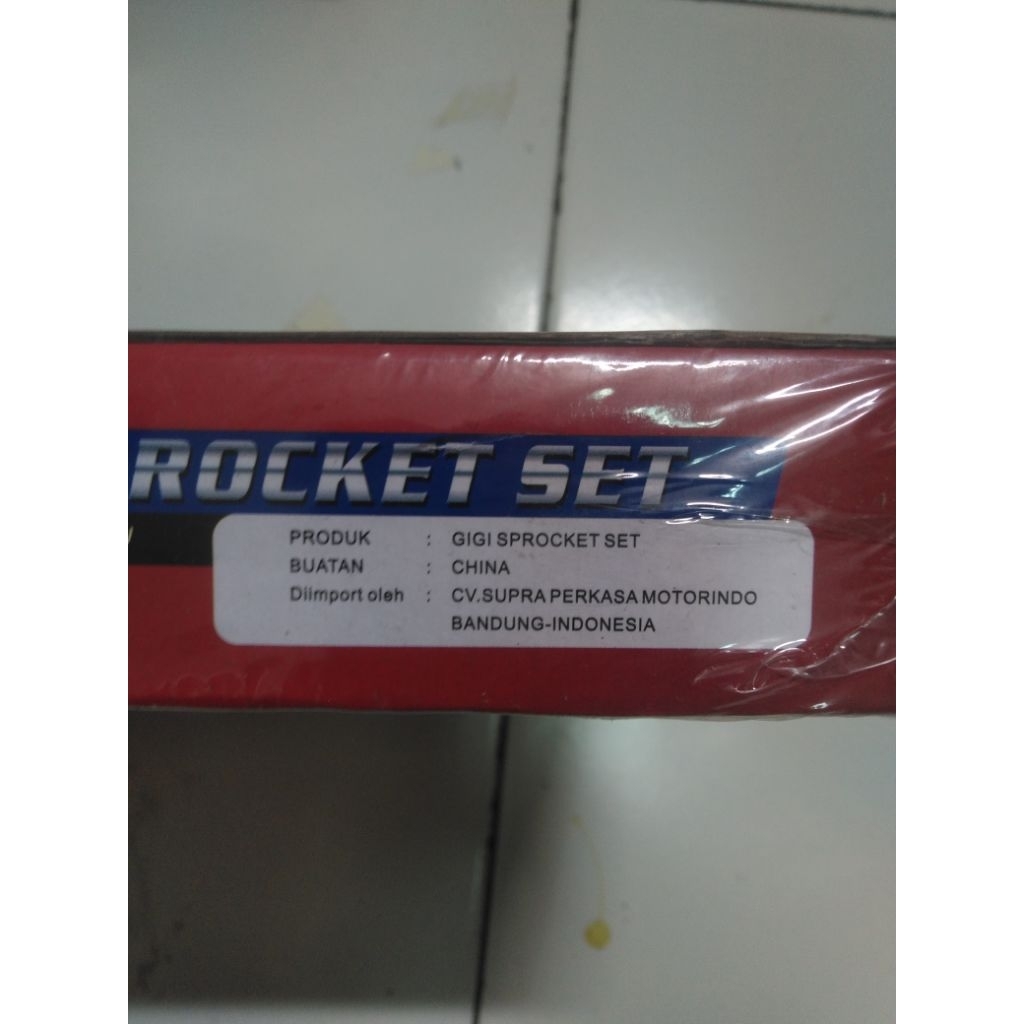 ROCKET SET
PRODUK : GIGI SPROCKET SET
BUATAN : CHINA
Diimport oleh : CV.SUPRA PERKASA MOTORINDO
BANDUNG-INDONESIA